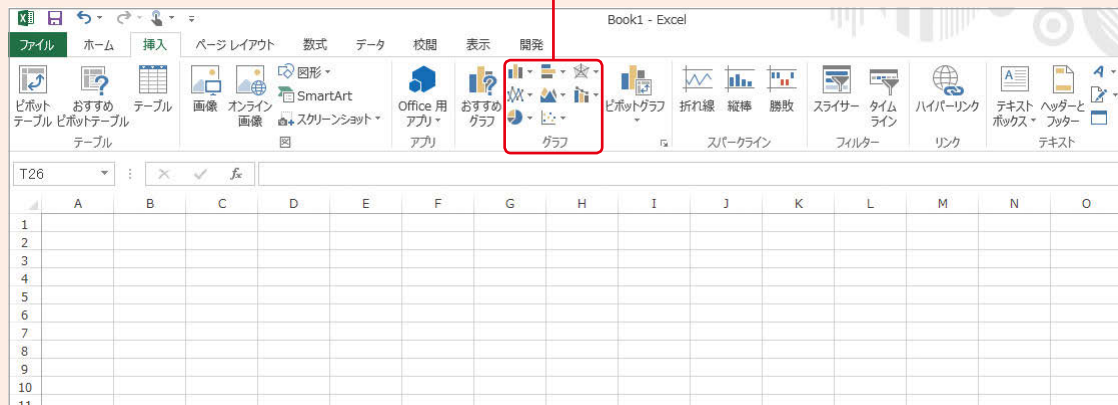 Book1 - Excel
ファイル ホーム 挿入 ページ レイアウト 数式 データ 校閲 表示 開発
ピボット おすすめ テーブル 画像 オンライン 図形 Office 用 おすすめ ピボットグラフ 折れ線 縦棒 勝敗 スライサー タイム ハイパーリンク テキスト ヘッダーと
SmartArt
テーブル ピボットテーブル 画像 スクリーンショット アプリ グラフ ライン ボックス フッター
テーブル 図 アプリ グラフ スパークライン フィルター リンク テキスト
T26 fx
A B C D E F G H I J K L M N O
1
2
3
4
5
6
7
8
9
10
11